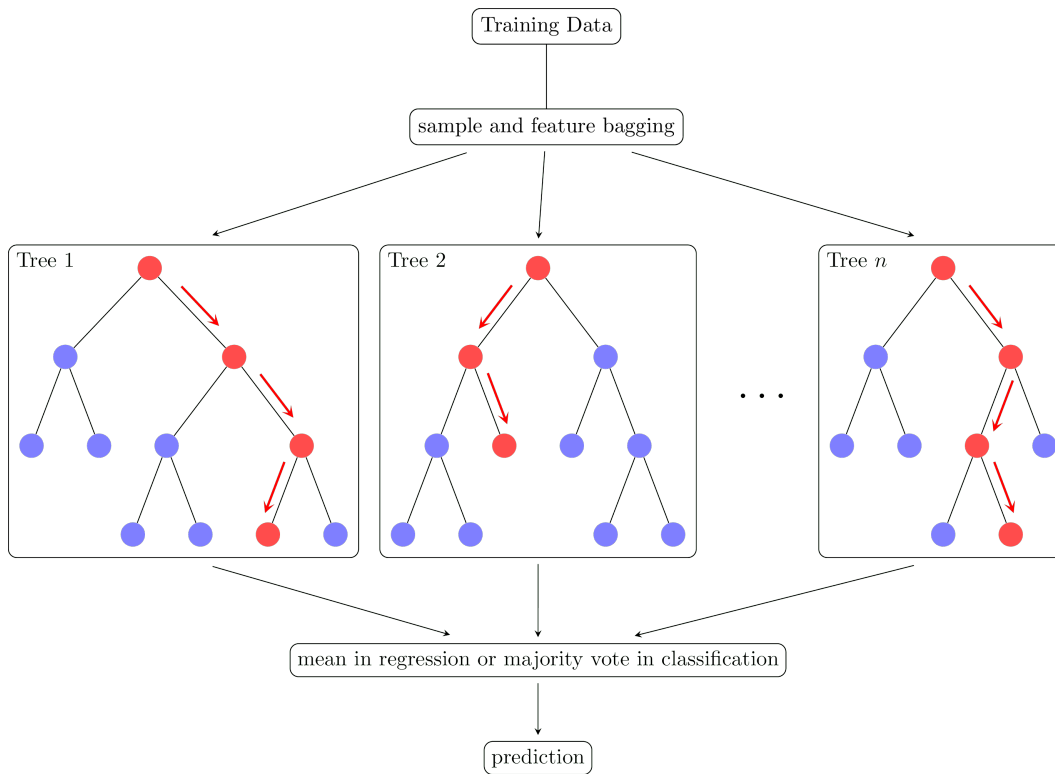 Training Data
sample and feature bagging
Tree 1
Tree 2
Tree n
. . .
mean in regression or majority vote in classification
prediction